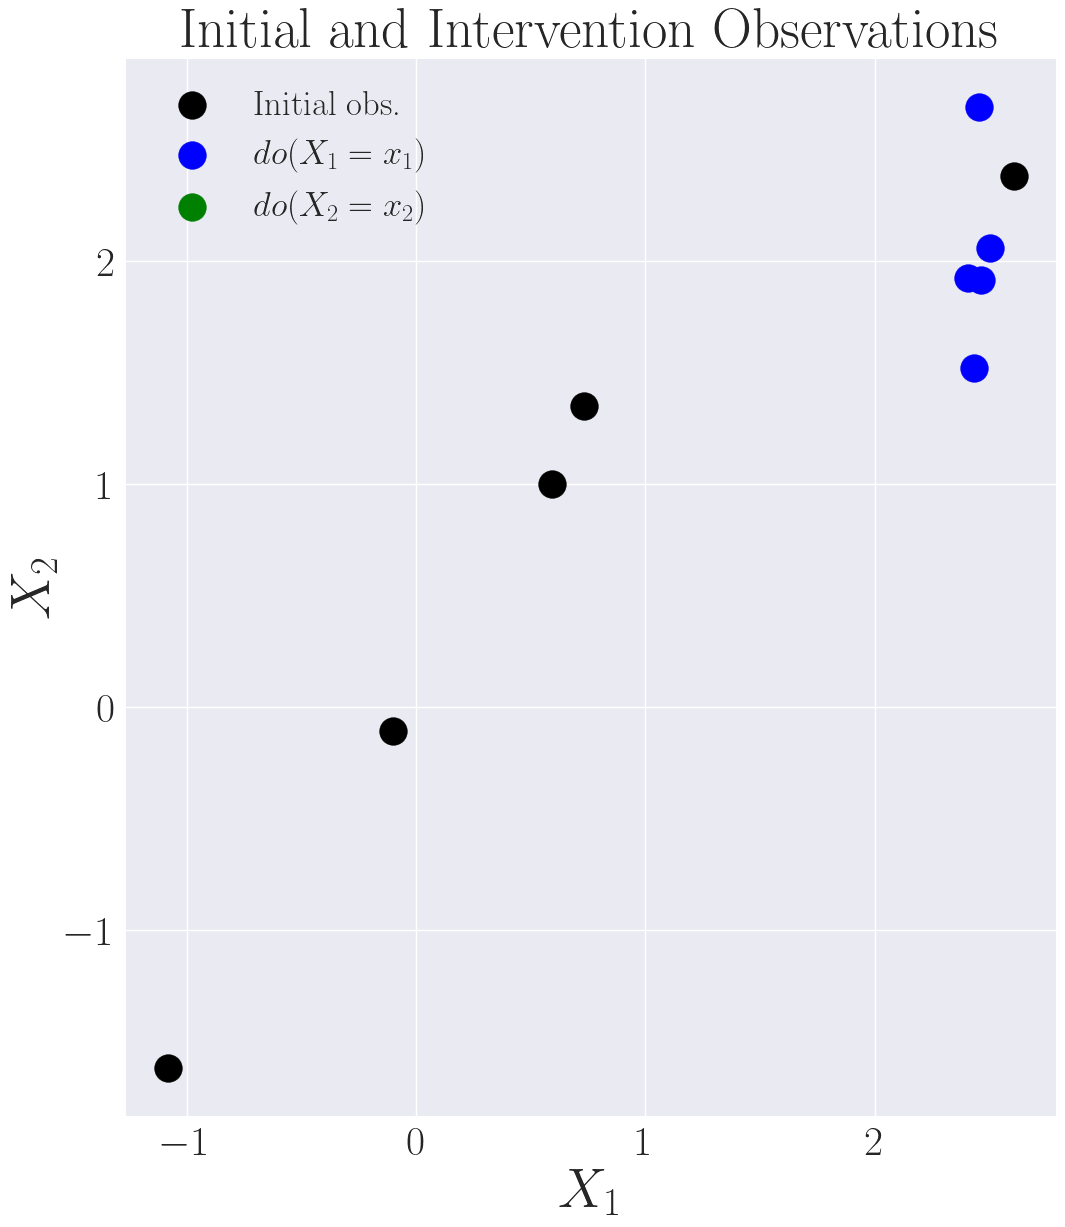 Initial and Intervention Observations
Initial obs.
do(X₁ = x₁)
do(X₂ = x₂)
2
1
0
−1
X₂
−1 0 1 2
X₁